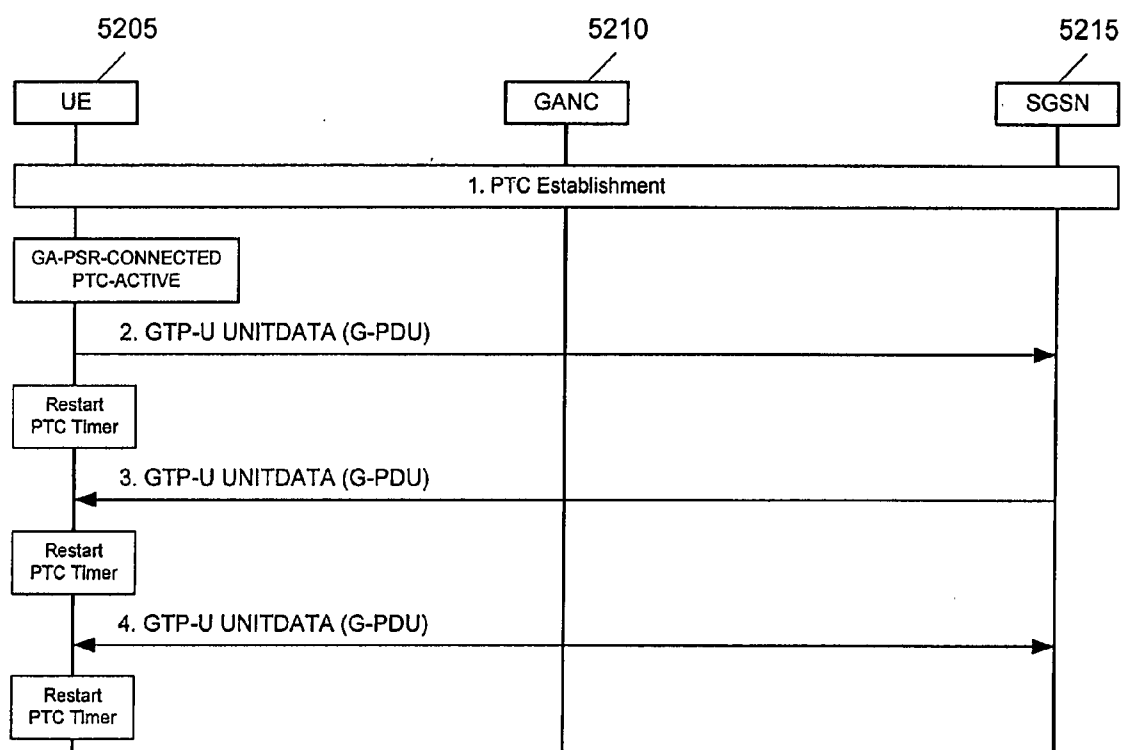 5205
5210
5215
UE
GANC
SGSN
1. PTC Establishment
GA-PSR-CONNECTED
PTC-ACTIVE
2. GTP-U UNITDATA (G-PDU)
Restart
PTC Timer
3. GTP-U UNITDATA (G-PDU)
Restart
PTC Timer
4. GTP-U UNITDATA (G-PDU)
Restart
PTC Timer